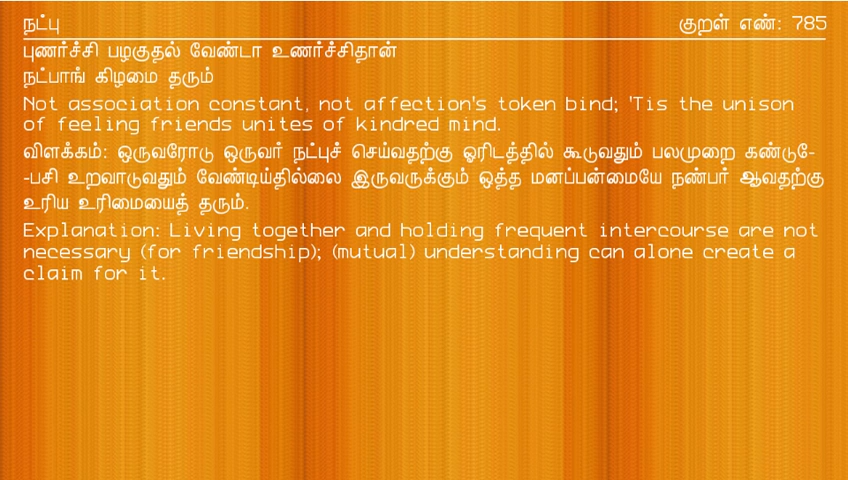 நட்பு குறள் எண்: 785
புணர்ச்சி பழகுதல் வேண்டா உணர்ச்சிதான்
நட்பாங் கிழமை தரும்
Not association constant, not affection's token bind; 'Tis the unison
of feeling friends unites of kindred mind.
விளக்கம்: ஒருவரோடு ஒருவர் நட்புச் செய்வதற்கு ஓரிடத்தில் கூடுவதும் பலமுறை கண்டுபே-
-பசி உறவாடுவதும் வேண்டிய்தில்லை இருவருக்கும் ஒத்த மனப்பன்மையே நண்பர் ஆவதற்கு
உரிய உரிமையைத் தரும்.
Explanation: Living together and holding frequent intercourse are not
necessary (for friendship); (mutual) understanding can alone create a
claim for it.